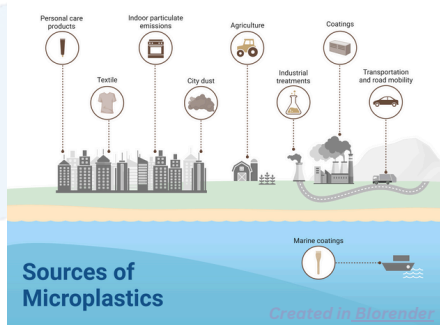 Personal care
products
Indoor particulate
emissions
Agriculture
Coatings
Textile
City dust
Industrial
treatments
Transportation
and road mobility
Marine coatings
Sources of
Microplastics
Created in Biorender